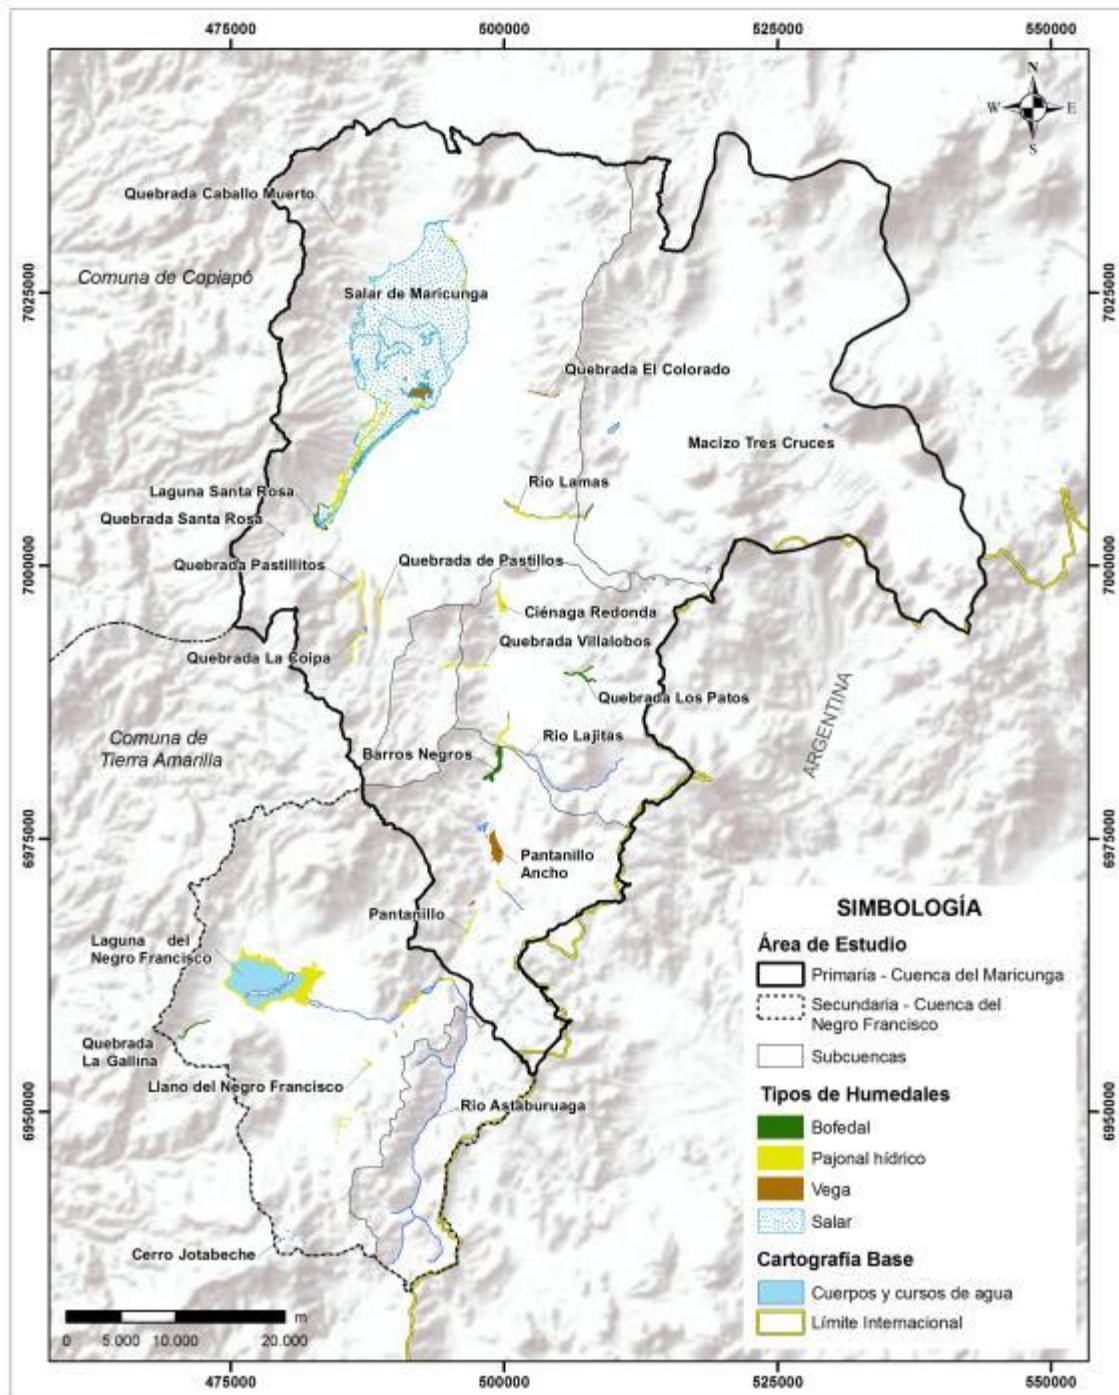 475000
500000
525000
550000
N
W
E
S
Quebrada Caballo Muerto
Comuna de Copiapó
7025000
7025000
Salar de Maricunga
Quebrada El Colorado
Macizo Tres Cruces
Laguna Santa Rosa
Rio Lamas
Quebrada Santa Rosa
7000000
7000000
Quebrada Pastillitos
Quebrada de Pastillos
Ciénaga Redonda
Quebrada Villalobos
Quebrada La Coipa
Quebrada Los Patos
ARGENTINA
Comuna de
Tierra Amarilla
Rio Lajitas
Barros Negros
6975000
6975000
Pantanillo
Ancho
Pantanillo
Laguna del
Negro Francisco
Quebrada
La Gallina
Llano del Negro Francisco
Rio Astaburuaga
6950000
6950000
Cerro Jotabeche
SIMBOLOGÍA
Área de Estudio
Primaria - Cuenca del Maricunga
Secundaria - Cuenca del
Negro Francisco
Subcuencas
Tipos de Humedales
Bofedal
Pajonal hídrico
Vega
Salar
Cartografía Base
Cuerpos y cursos de agua
Límite Internacional
m
0
5.000
10.000
20.000
475000
500000
525000
550000